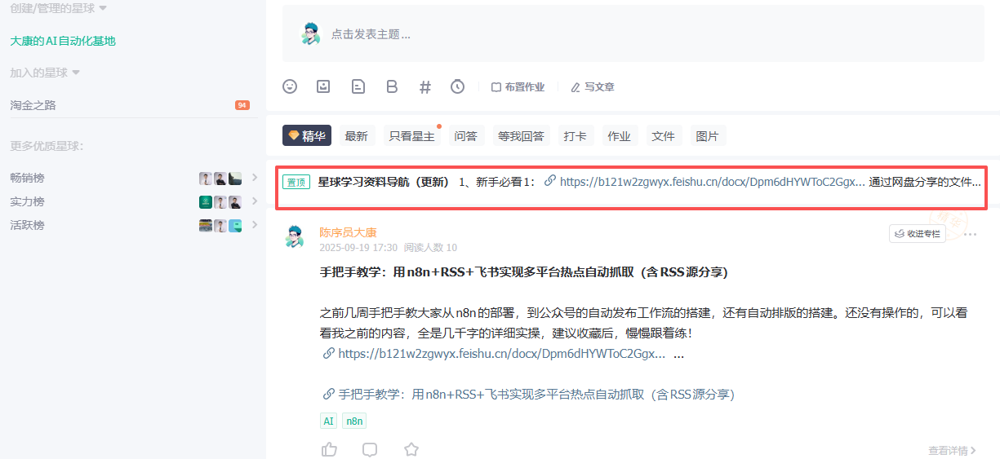 创建/管理的星球
大康的AI自动化基地
加入的星球
淘金之路 94
更多优质星球：
畅销榜
实力榜
活跃榜
点击发表主题...
B # 布置作业 写文章
精华 最新 只看星主 问答 等我回答 打卡 作业 文件 图片
置顶 星球学习资料导航（更新） 1、新手必看1： https://b121w2zgwyx.feishu.cn/docx/Dpm6dHYWToC2Ggx... 通过网盘分享的文件...
陈序员大康
2025-09-19 17:30 阅读人数 10
收进专栏
精华
手把手教学：用n8n+RSS+飞书实现多平台热点自动抓取（含RSS源分享）
之前几周手把手教大家从n8n的部署，到公众号的自动发布工作流的搭建，还有自动排版的搭建。还没有操作的，可以看
看我之前的内容，全是几千字的详细实操，建议收藏后，慢慢跟着练！
https://b121w2zgwyx.feishu.cn/docx/Dpm6dHYWToC2Ggx... ...
手把手教学：用n8n+RSS+飞书实现多平台热点自动抓取（含RSS源分享）
AI n8n
查看详情